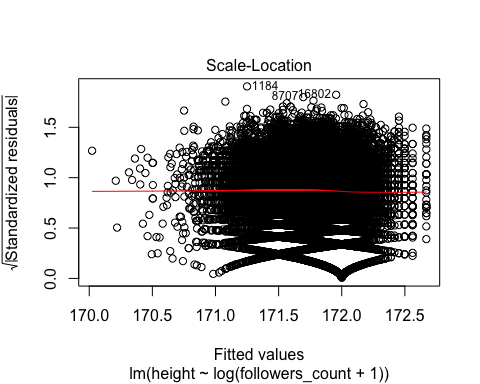 Scale-Location
1184
8707
16802
√|Standardized residuals|
1.5
1.0
0.5
0.0
170.0 170.5 171.0 171.5 172.0 172.5
Fitted values
lm(height ~ log(followers_count + 1))